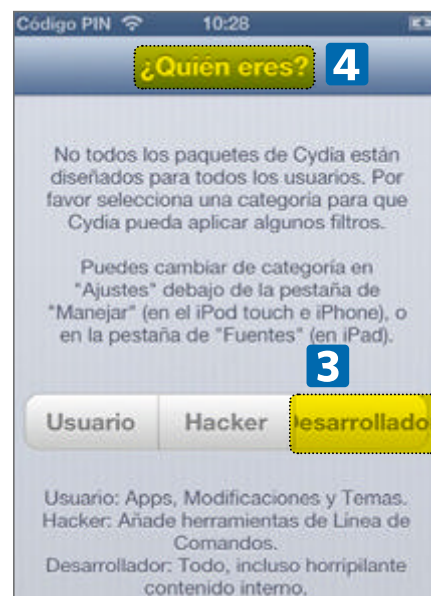 Código PIN 10:28
¿Quién eres? 4
No todos los paquetes de Cydia están
diseñados para todos los usuarios. Por
favor selecciona una categoría para que
Cydia pueda aplicar algunos filtros.
Puedes cambiar de categoría en
"Ajustes" debajo de la pestaña de
"Manejar" (en el iPod touch e iPhone), o
en la pestaña de "Fuentes" (en iPad).
3
Usuario Hacker Desarrollado
Usuario: Apps, Modificaciones y Temas.
Hacker: Añade herramientas de Linea de
Comandos.
Desarrollador: Todo, incluso horripilante
contenido interno.